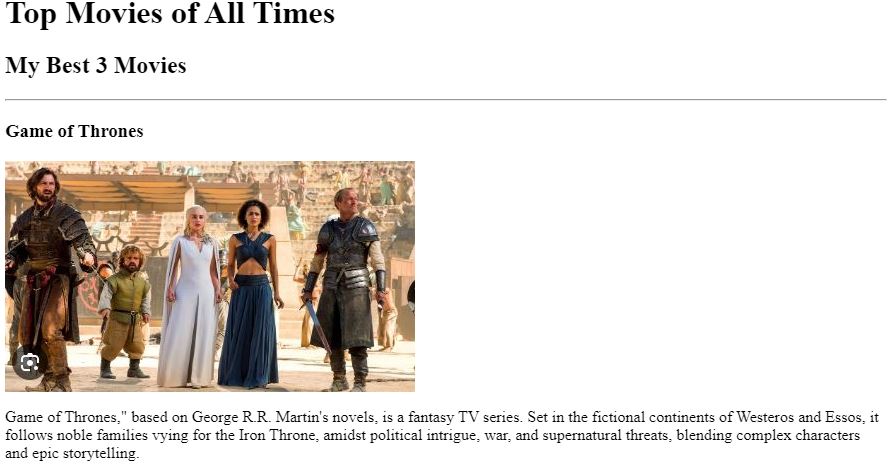 Top Movies of All Times
My Best 3 Movies
Game of Thrones
Game of Thrones," based on George R.R. Martin's novels, is a fantasy TV series. Set in the fictional continents of Westeros and Essos, it
follows noble families vying for the Iron Throne, amidst political intrigue, war, and supernatural threats, blending complex characters
and epic storytelling.